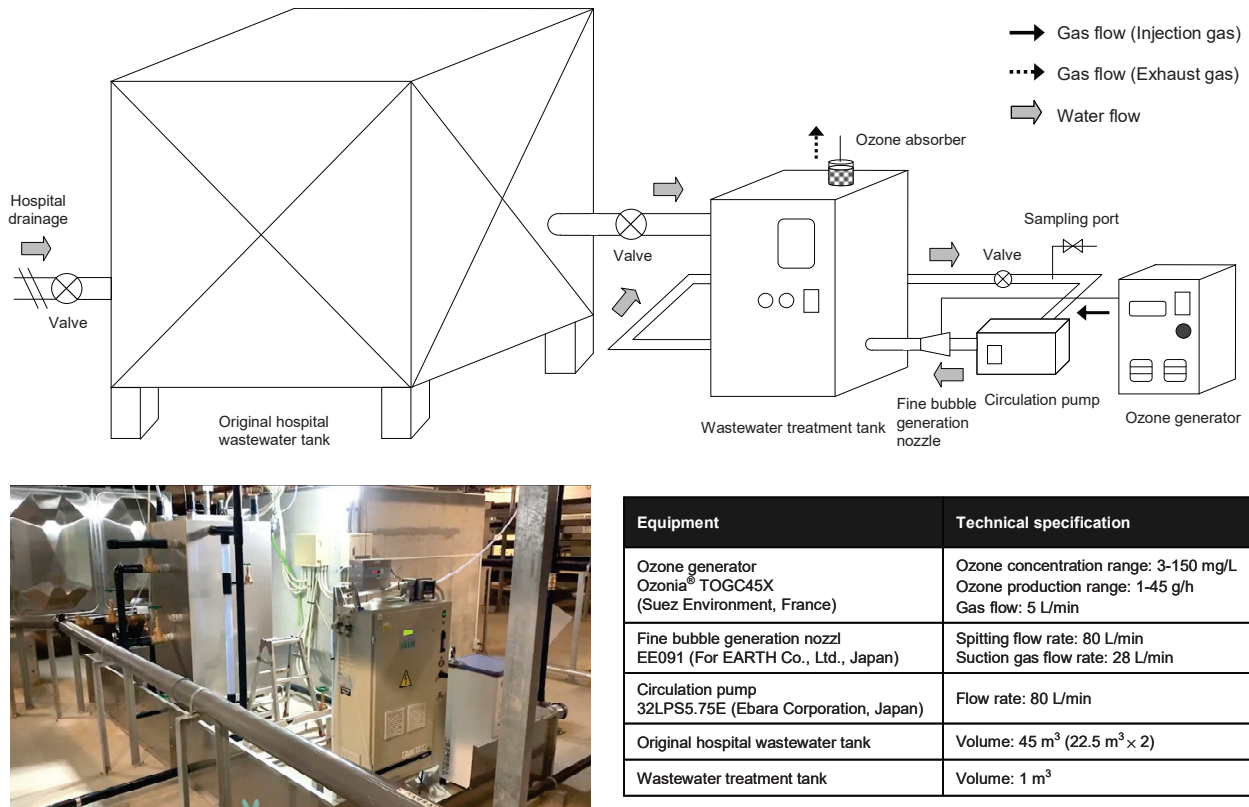 Gas flow (Injection gas)
Gas flow (Exhaust gas)
Water flow
Ozone absorber
Hospital
drainage
Valve
Valve
Sampling port
Valve
Original hospital
wastewater tank
Wastewater treatment tank
Fine bubble
generation
nozzle
Circulation pump
Ozone generator
Equipment
Technical specification
Ozone generator
Ozonia® TOGC45X
(Suez Environment, France)
Ozone concentration range: 3-150 mg/L
Ozone production range: 1-45 g/h
Gas flow: 5 L/min
Fine bubble generation nozzl
EE091 (For EARTH Co., Ltd., Japan)
Spitting flow rate: 80 L/min
Suction gas flow rate: 28 L/min
Circulation pump
32LPS5.75E (Ebara Corporation, Japan)
Flow rate: 80 L/min
Original hospital wastewater tank
Volume: 45 m³ (22.5 m³ × 2)
Wastewater treatment tank
Volume: 1 m³